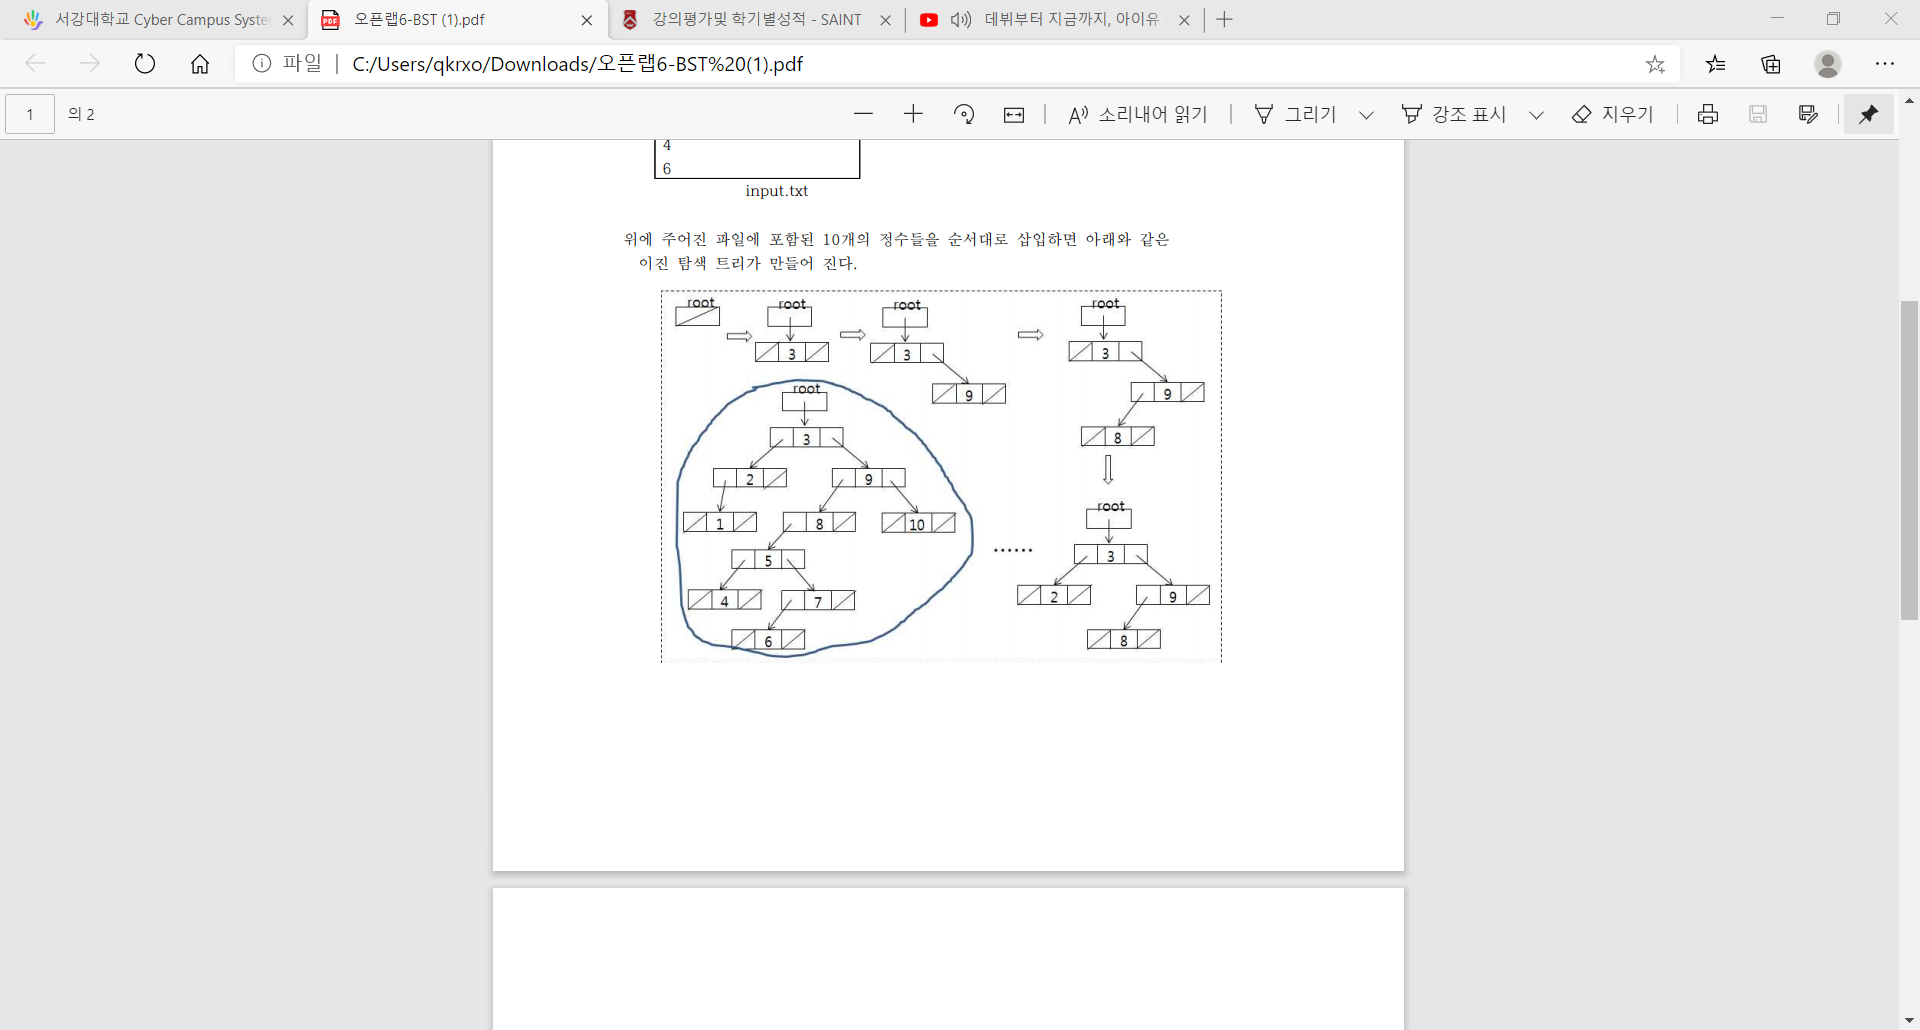 서강대학교 Cyber Campus Syste
오픈랩6-BST (1).pdf
강의평가및 학기별성적 - SAINT
데뷔부터 지금까지, 아이유
파일 | C:/Users/qkrxo/Downloads/오픈랩6-BST%20(1).pdf
1 의 2
소리내어 읽기
그리기
강조 표시
지우기
4
6
input.txt
위에 주어진 파일에 포함된 10개의 정수들을 순서대로 삽입하면 아래와 같은
이진 탐색 트리가 만들어 진다.
root
root
3
root
3
9
root
3
9
8
root
3
2 9
1 8 10
5
4 7
6
......
root
3
2 9
8